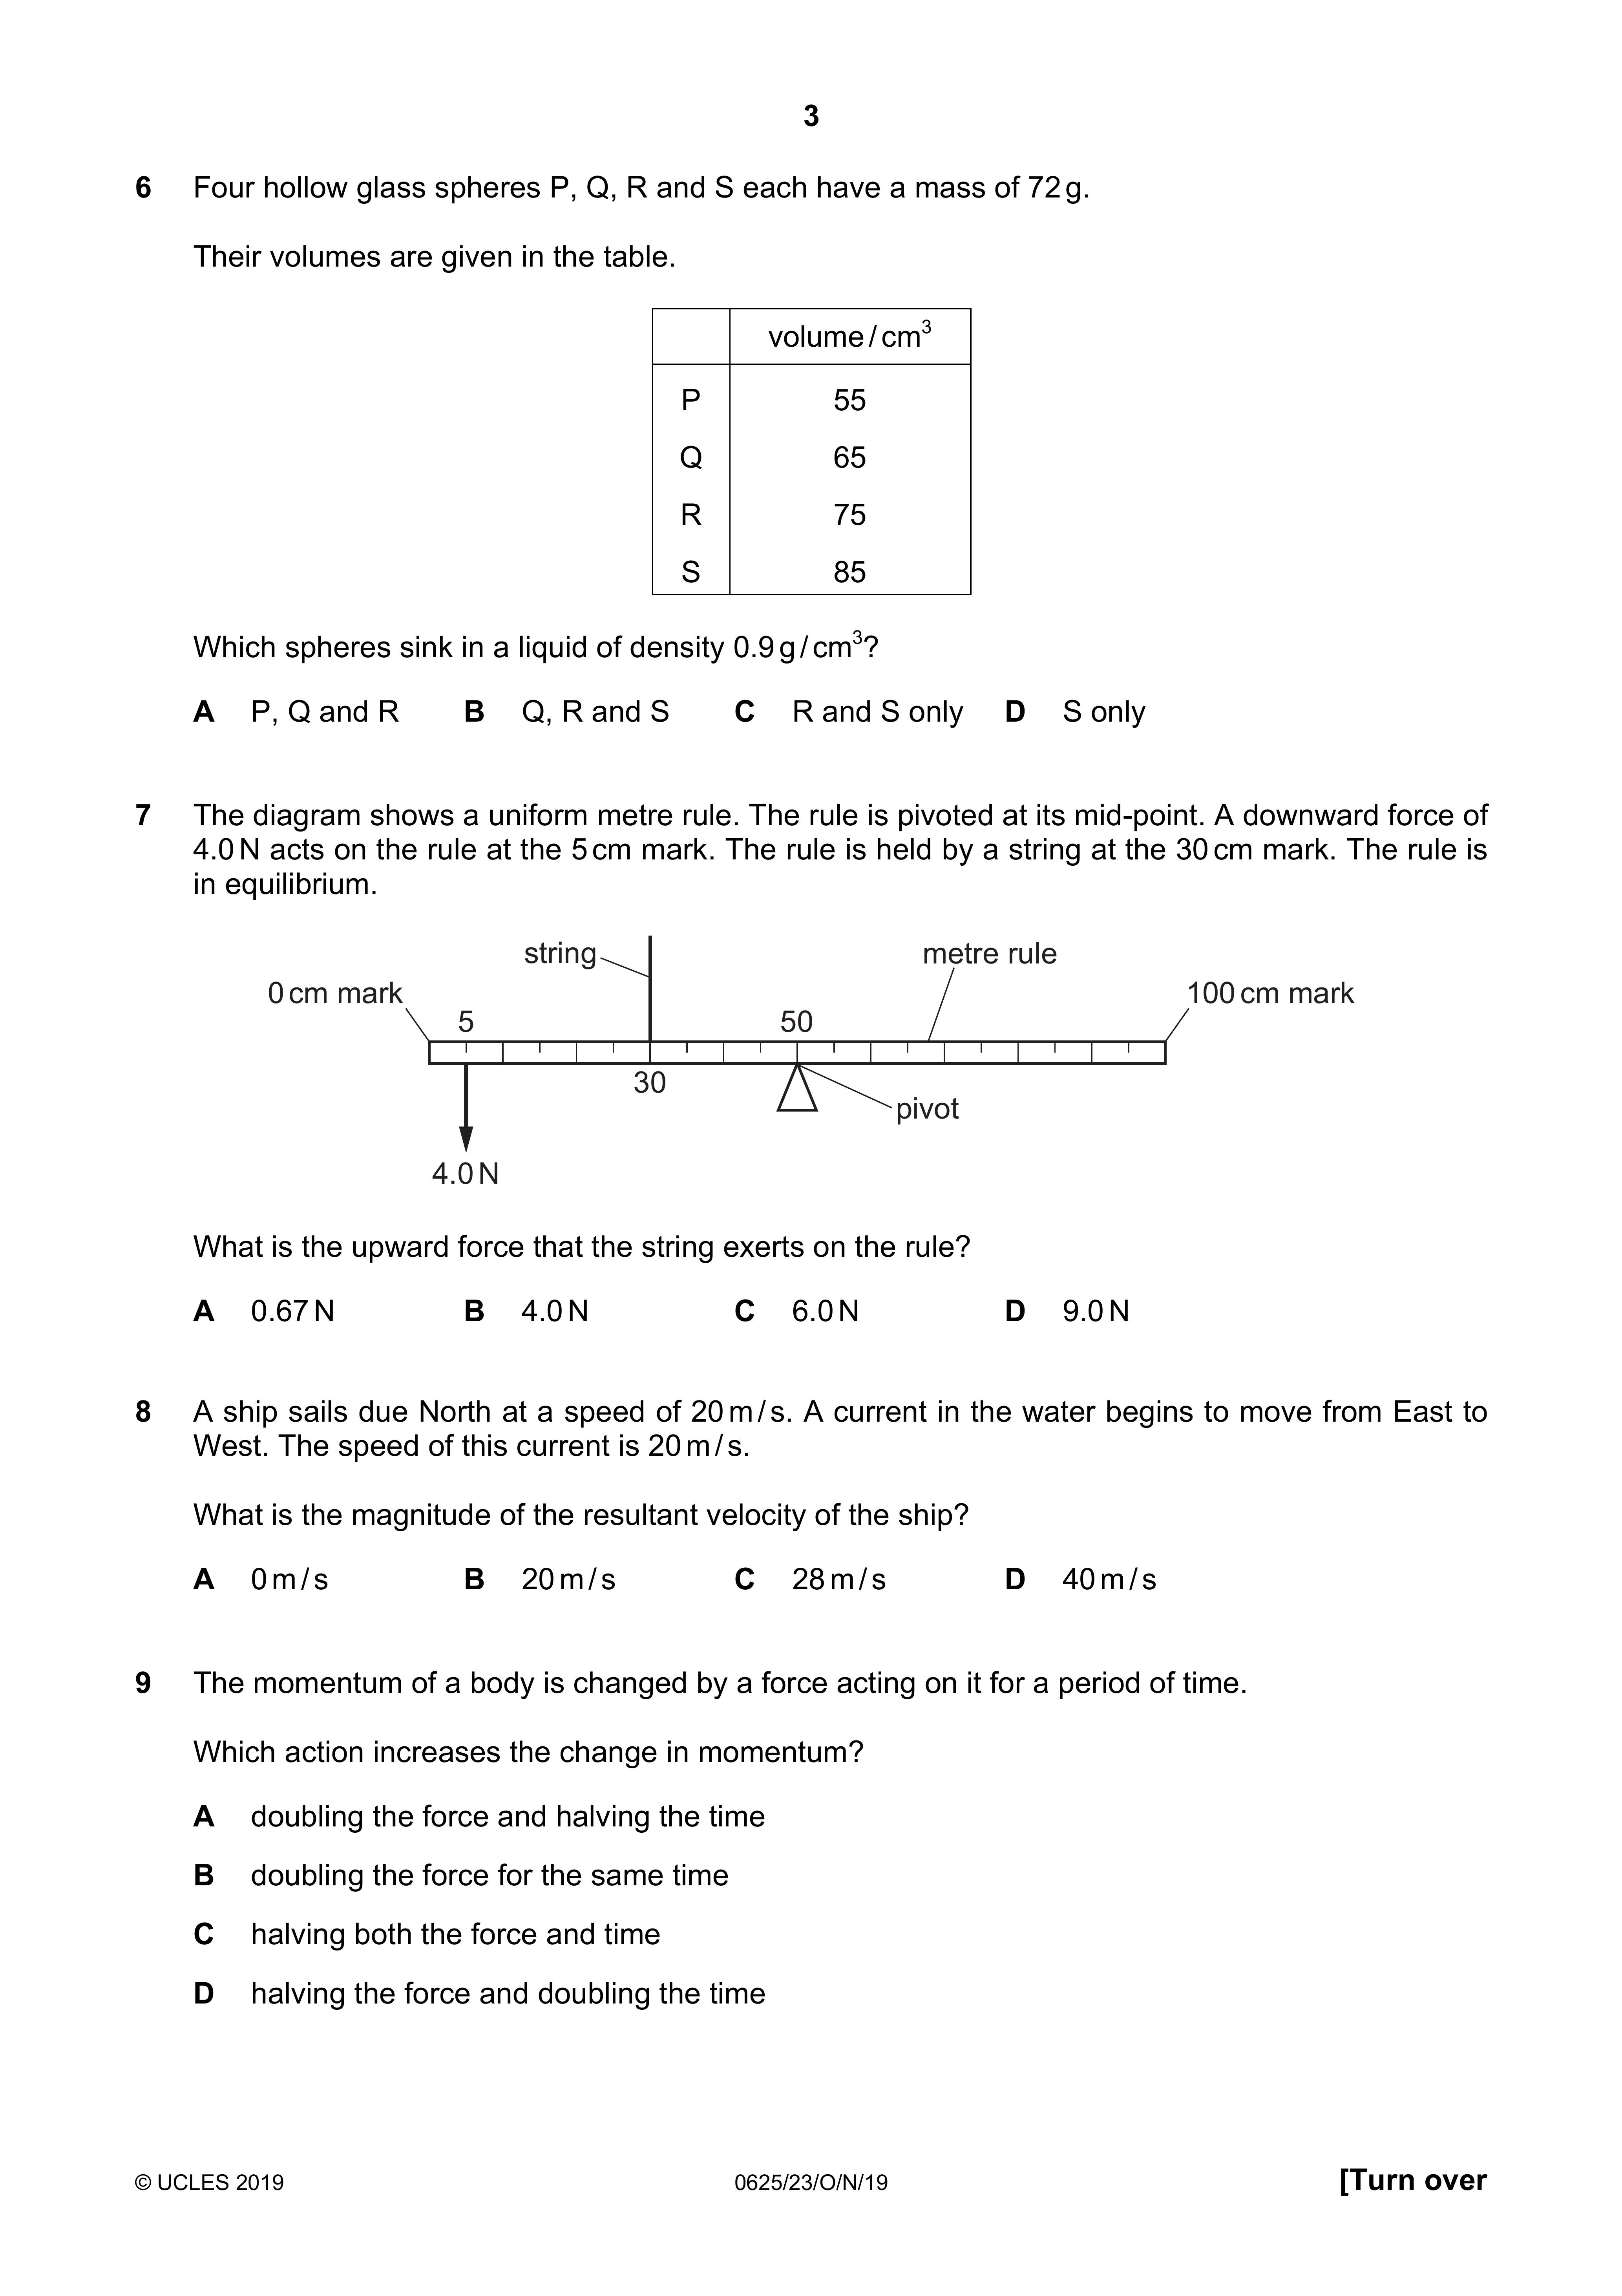 3
6 Four hollow glass spheres P, Q, R and S each have a mass of 72 g.
Their volumes are given in the table.
volume / cm³
P 55
Q 65
R 75
S 85
Which spheres sink in a liquid of density 0.9 g / cm³?
A P, Q and R B Q, R and S C R and S only D S only
7 The diagram shows a uniform metre rule. The rule is pivoted at its mid-point. A downward force of
4.0 N acts on the rule at the 5 cm mark. The rule is held by a string at the 30 cm mark. The rule is
in equilibrium.
string metre rule
0 cm mark 100 cm mark
5 50
30
pivot
4.0 N
What is the upward force that the string exerts on the rule?
A 0.67 N B 4.0 N C 6.0 N D 9.0 N
8 A ship sails due North at a speed of 20 m / s. A current in the water begins to move from East to
West. The speed of this current is 20 m / s.
What is the magnitude of the resultant velocity of the ship?
A 0 m / s B 20 m / s C 28 m / s D 40 m / s
9 The momentum of a body is changed by a force acting on it for a period of time.
Which action increases the change in momentum?
A doubling the force and halving the time
B doubling the force for the same time
C halving both the force and time
D halving the force and doubling the time
© UCLES 2019 0625/23/O/N/19 [Turn over